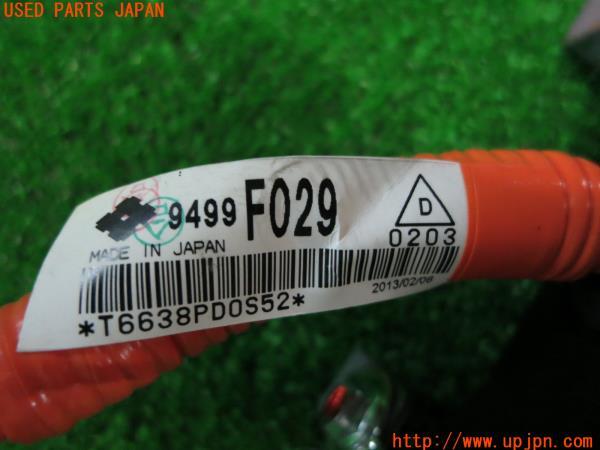 USED PARTS JAPAN
9499 F029
D
0203
MADE IN JAPAN
2013/02/08
*T6638PD0S52*
http://www.upjpn.com/